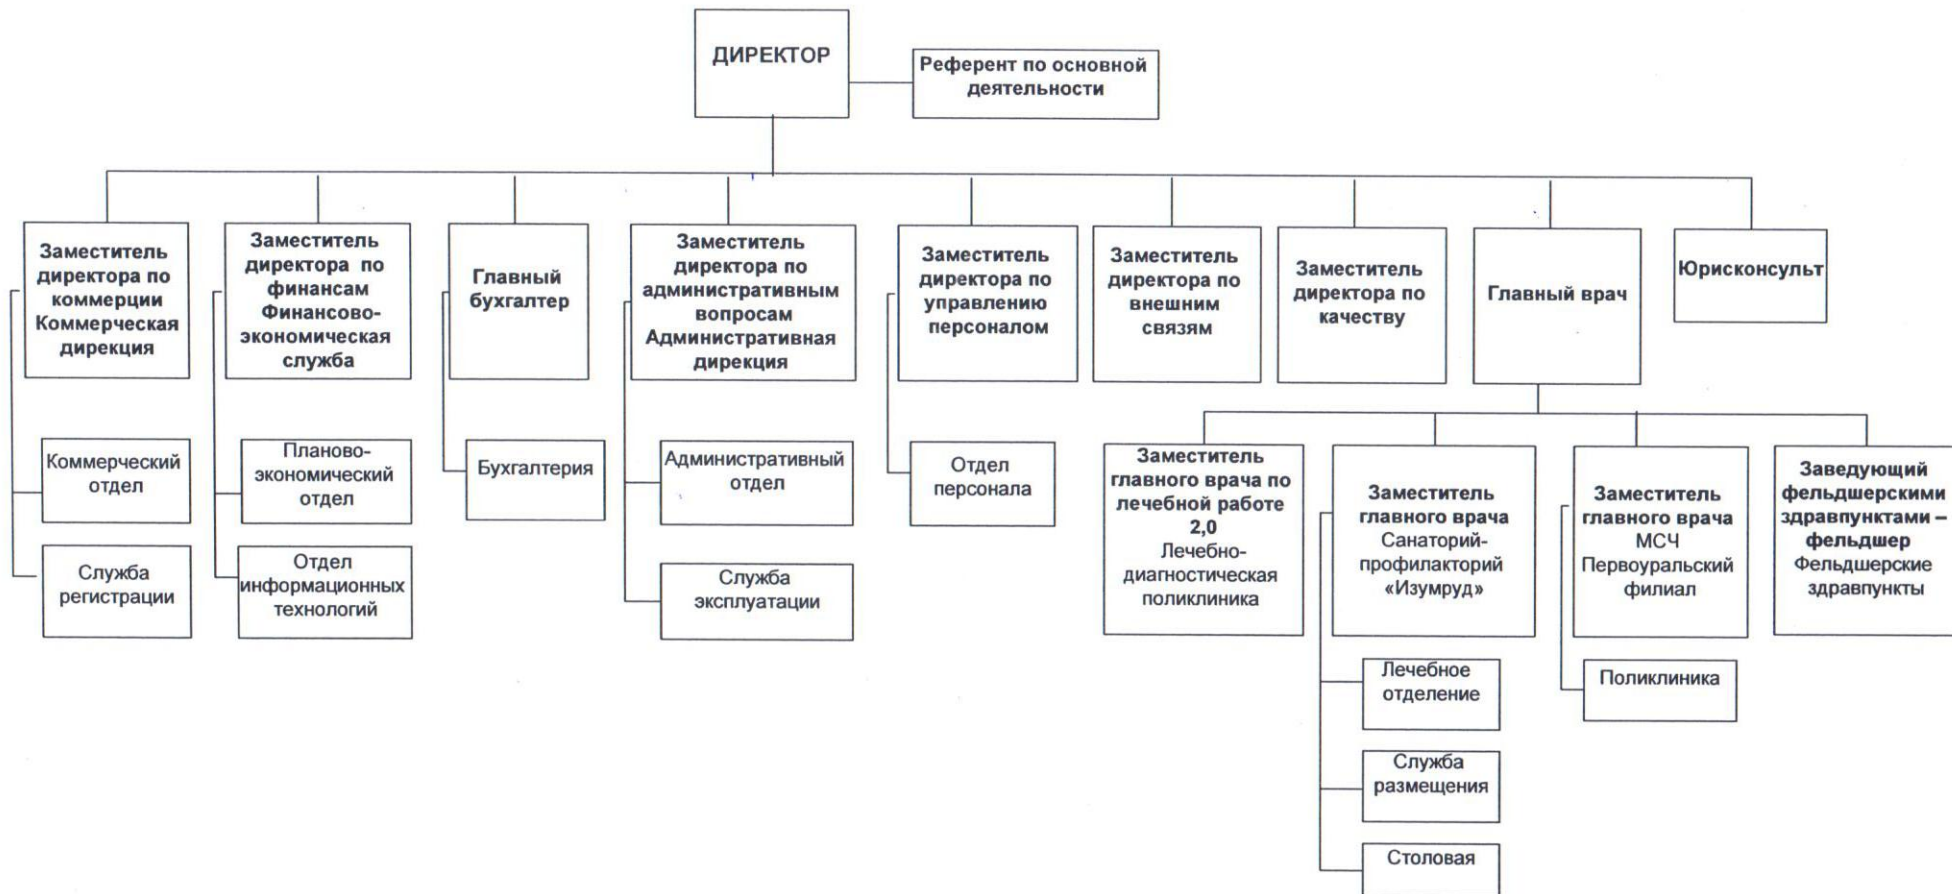 ДИРЕКТОР
Референт по основной
деятельности
Заместитель
директора по
коммерции
Коммерческая
дирекция
Заместитель
директора по
финансам
Финансово-
экономическая
служба
Главный
бухгалтер
Заместитель
директора по
административным
вопросам
Административная
дирекция
Заместитель
директора по
управлению
персоналом
Заместитель
директора по
внешним
связям
Заместитель
директора по
качеству
Главный врач
Юрисконсульт
Коммерческий
отдел
Планово-
экономический
отдел
Бухгалтерия
Административный
отдел
Отдел
персонала
Заместитель
главного врача по
лечебной работе
2,0
Лечебно-
диагностическая
поликлиника
Заместитель
главного врача
Санаторий-
профилакторий
«Изумруд»
Заместитель
главного врача
МСЧ
Первоуральский
филиал
Заведующий
фельдшерскими
здравпунктами –
фельдшер
Фельдшерские
здравпункты
Служба
регистрации
Отдел
информационных
технологий
Служба
эксплуатации
Лечебное
отделение
Поликлиника
Служба
размещения
Столовая